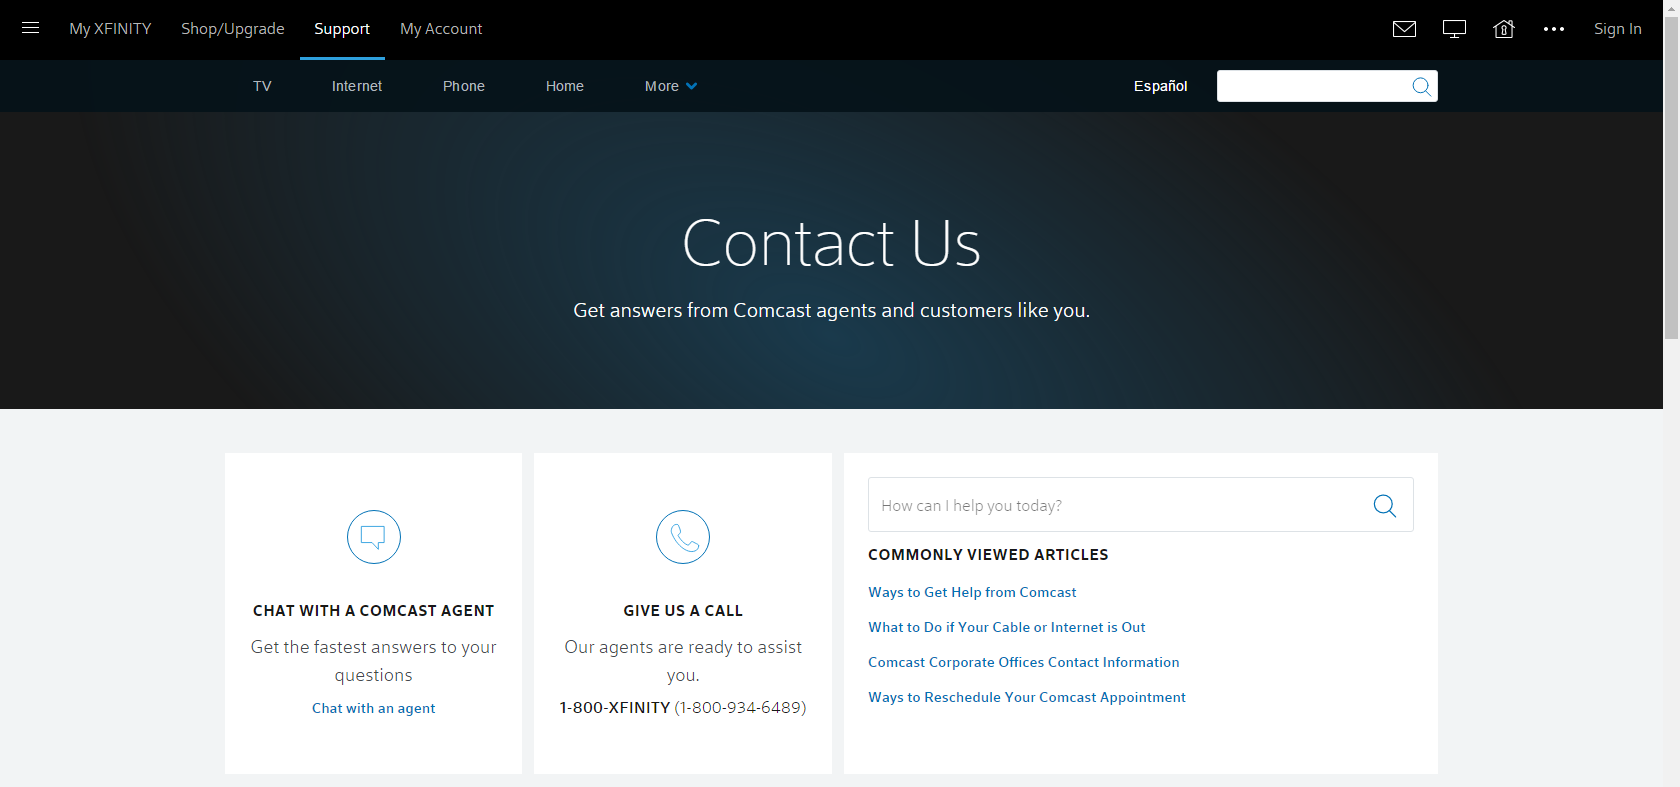 My XFINITY Shop/Upgrade Support My Account Sign In
TV Internet Phone Home More Español
Contact Us
Get answers from Comcast agents and customers like you.
CHAT WITH A COMCAST AGENT
Get the fastest answers to your
questions
Chat with an agent
GIVE US A CALL
Our agents are ready to assist
you.
1-800-XFINITY (1-800-934-6489)
How can I help you today?
COMMONLY VIEWED ARTICLES
Ways to Get Help from Comcast
What to Do if Your Cable or Internet is Out
Comcast Corporate Offices Contact Information
Ways to Reschedule Your Comcast Appointment